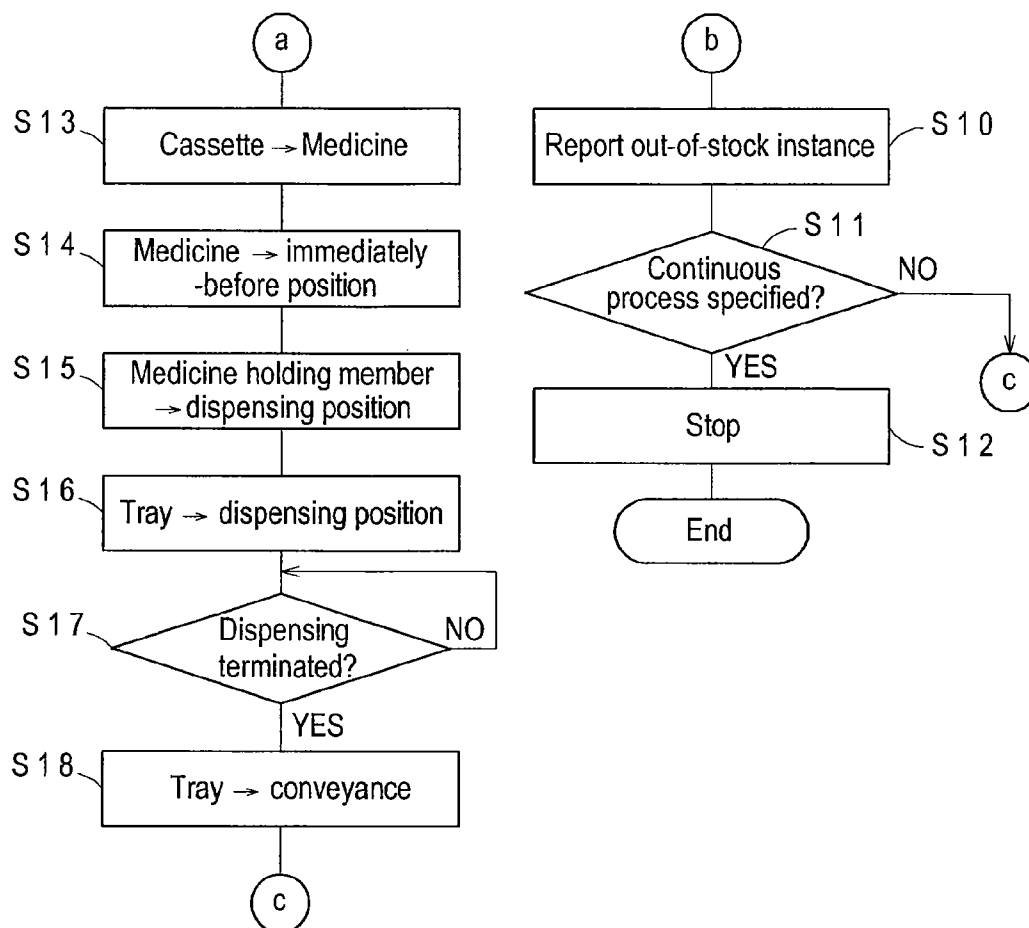 a
S13
Cassette → Medicine
S14
Medicine → immediately
-before position
S15
Medicine holding member
→ dispensing position
S16
Tray → dispensing position
S17
Dispensing
terminated?
NO
YES
S18
Tray → conveyance
c
b
Report out-of-stock instance
S10
S11
Continuous
process specified?
NO
c
YES
Stop
S12
End